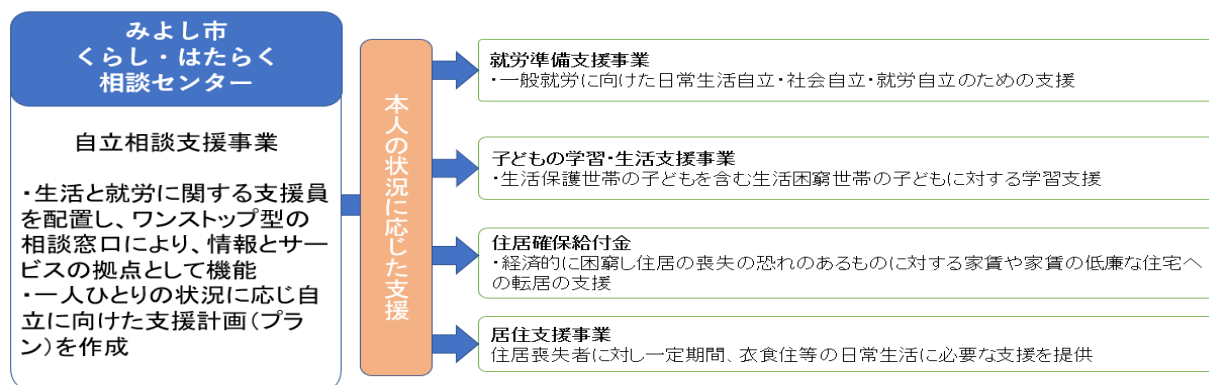 みよし市
くらし・はたらく
相談センター
自立相談支援事業
・生活と就労に関する支援員
を配置し、ワンストップ型の
相談窓口により、情報とサー
ビスの拠点として機能
・一人ひとりの状況に応じ自
立に向けた支援計画(プラ
ン)を作成
本人の状況に応じた支援
就労準備支援事業
・一般就労に向けた日常生活自立・社会自立・就労自立のための支援
子どもの学習・生活支援事業
・生活保護世帯の子どもを含む生活困窮世帯の子どもに対する学習支援
住居確保給付金
・経済的に困窮し住居の喪失の恐れのあるものに対する家賃や家賃の低廉な住宅へ
の転居の支援
居住支援事業
住居喪失者に対し一定期間、衣食住等の日常生活に必要な支援を提供